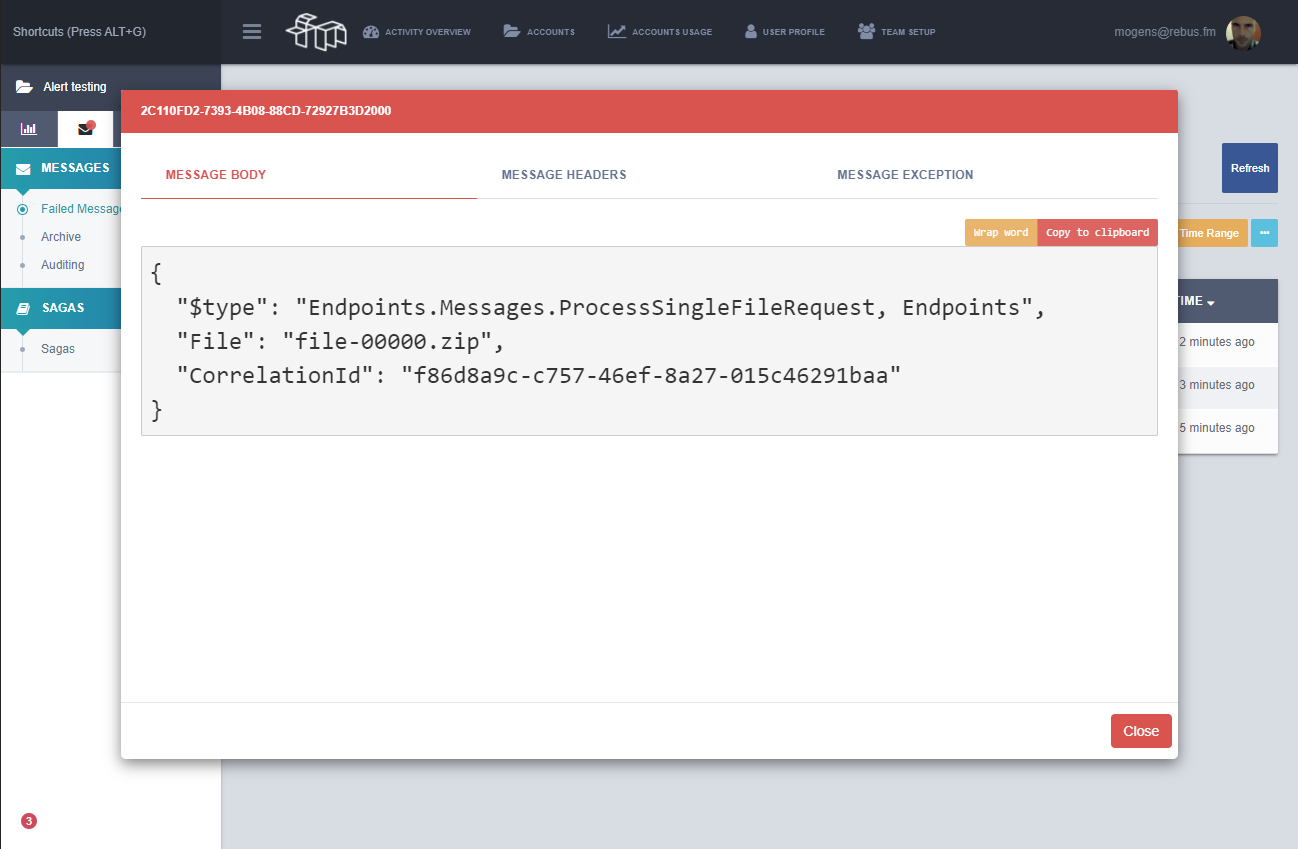 Shortcuts (Press ALT+G)
ACTIVITY OVERVIEW
ACCOUNTS
ACCOUNTS USAGE
USER PROFILE
TEAM SETUP
mogens@rebus.fm
Alert testing
MESSAGES
Failed Message
Archive
Auditing
SAGAS
Sagas
3
2C110FD2-7393-4B08-88CD-72927B3D2000
MESSAGE BODY
MESSAGE HEADERS
MESSAGE EXCEPTION
Wrap word
Copy to clipboard
{
"$type": "Endpoints.Messages.ProcessSingleFileRequest, Endpoints",
"File": "file-00000.zip",
"CorrelationId": "f86d8a9c-c757-46ef-8a27-015c46291baa"
}
Close
Refresh
Time Range
TIME
2 minutes ago
3 minutes ago
5 minutes ago